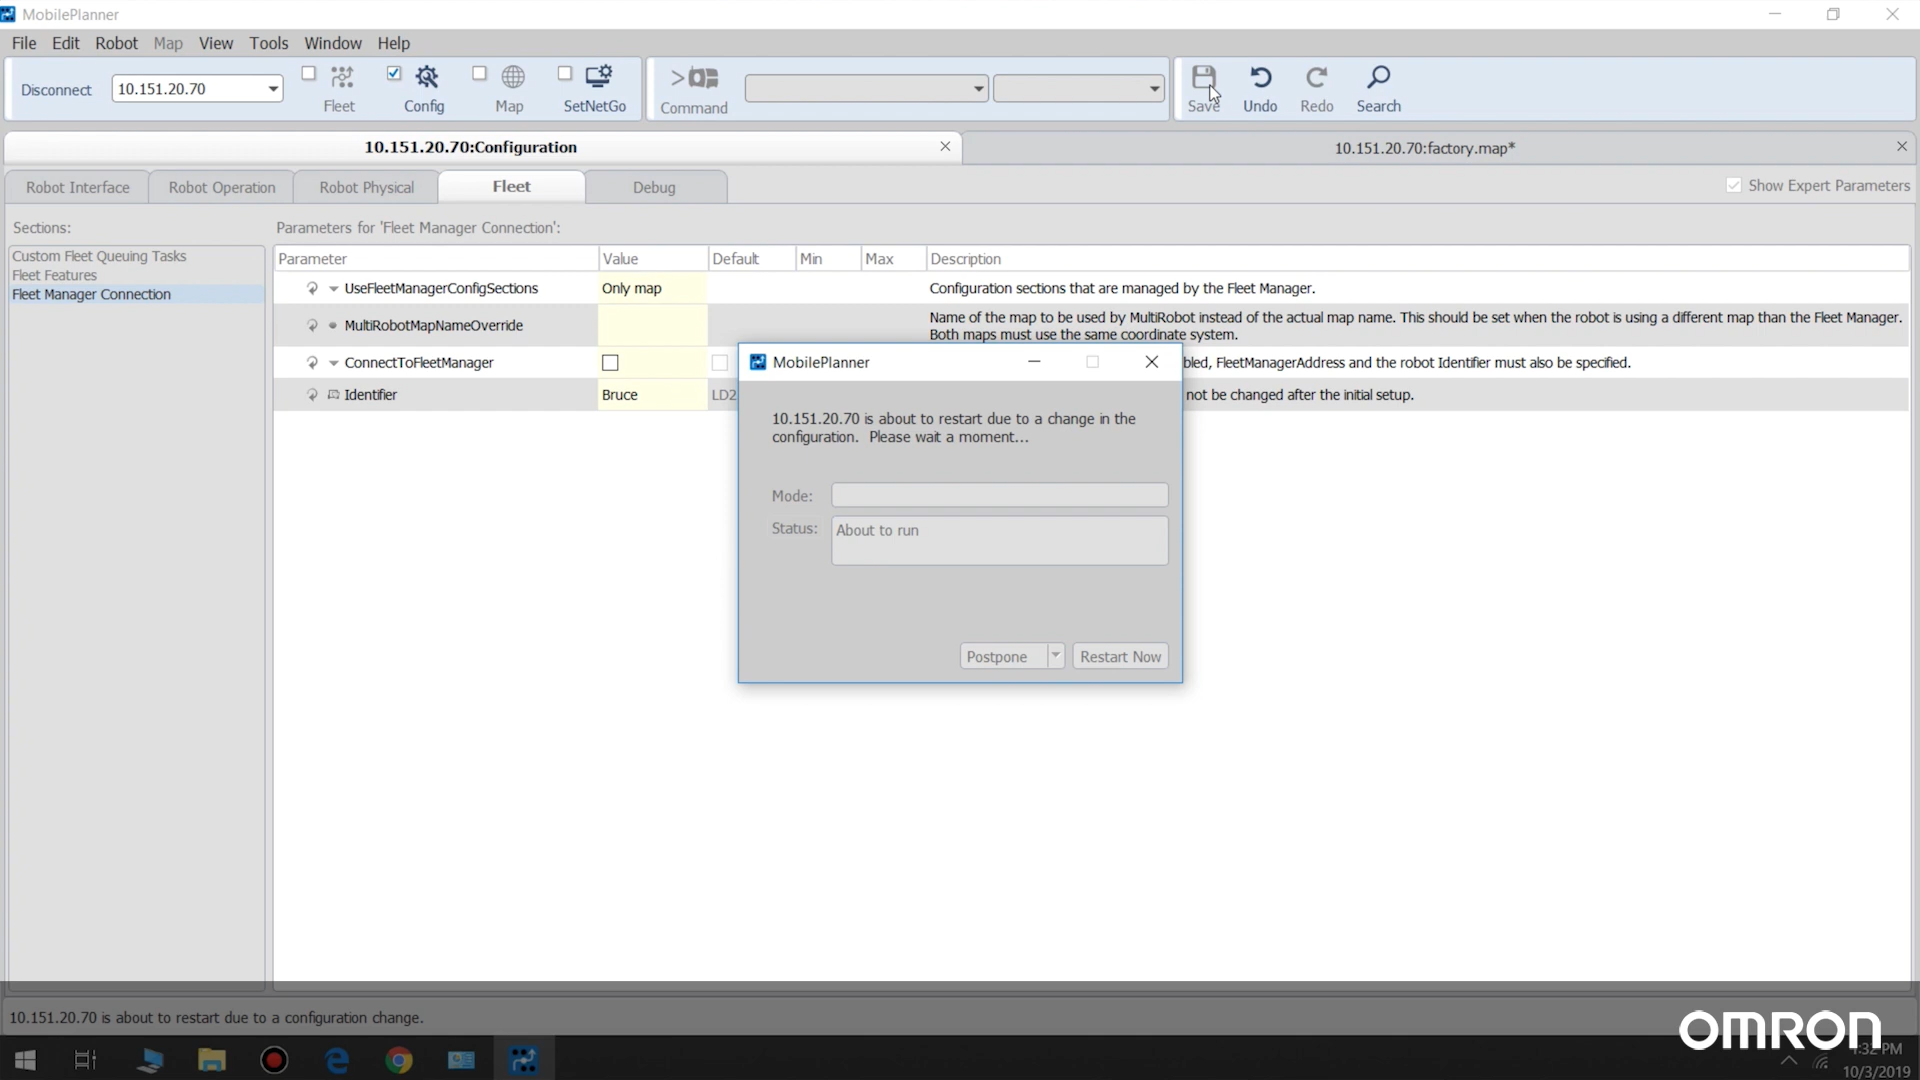 MobilePlanner
File Edit Robot Map View Tools Window Help
Disconnect 10.151.20.70 Fleet Config Map SetNetGo Command Save Undo Redo Search
10.151.20.70:Configuration 10.151.20.70:factory.map*
Robot Interface Robot Operation Robot Physical Fleet Debug Show Expert Parameters
Sections: Parameters for 'Fleet Manager Connection':
Custom Fleet Queuing Tasks
Fleet Features
Fleet Manager Connection
Parameter Value Default Min Max Description
UseFleetManagerConfigSections Only map Configuration sections that are managed by the Fleet Manager.
MultiRobotMapNameOverride Name of the map to be used by MultiRobot instead of the actual map name. This should be set when the robot is using a different map than the Fleet Manager.
Both maps must use the same coordinate system.
ConnectToFleetManager bled, FleetManagerAddress and the robot Identifier must also be specified.
Identifier Bruce LD2 not be changed after the initial setup.
MobilePlanner
10.151.20.70 is about to restart due to a change in the
configuration. Please wait a moment...
Mode:
Status: About to run
Postpone Restart Now
10.151.20.70 is about to restart due to a configuration change.
OMRON
4:32 PM
10/3/2019